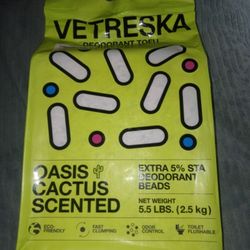 VETRESKA
DEODORANT TOFU
OASIS
CACTUS
SCENTED
EXTRA 5% STA
DEODORANT
BEADS
NET WEIGHT
5.5 LBS. (2.5 kg)
ECO-
FRIENDLY
FAST
CLUMPING
ODOR
CONTROL
TOILET
FLUSHABLE